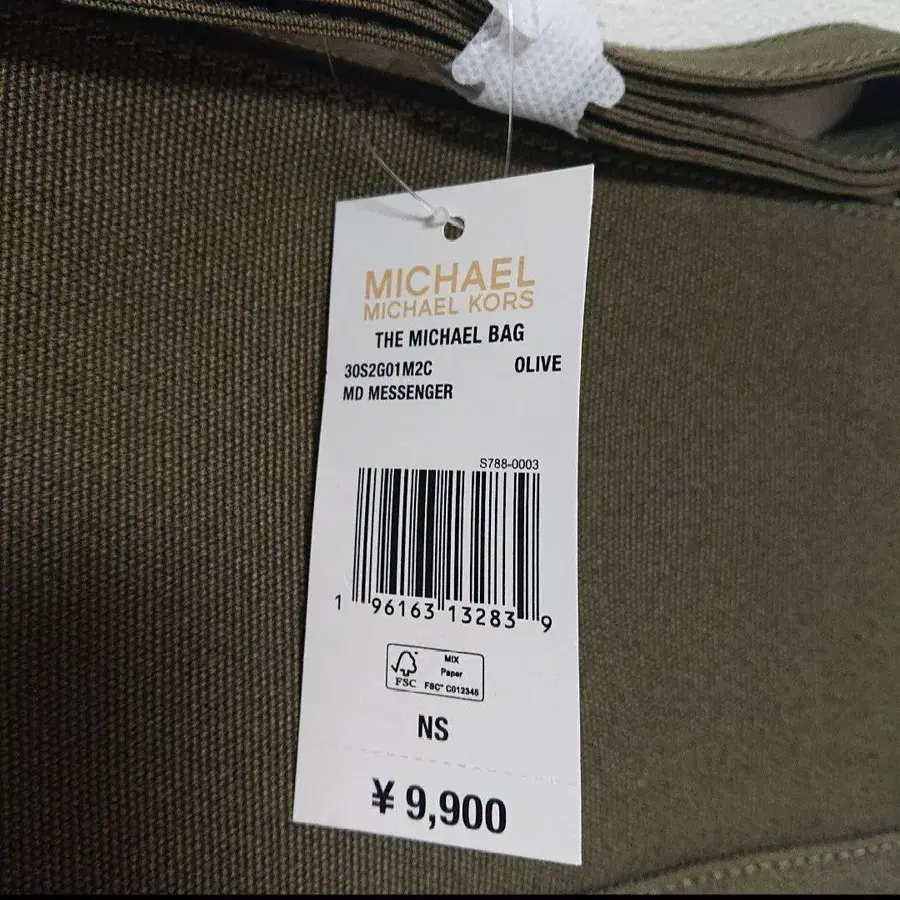 MICHAEL
MICHAEL KORS
THE MICHAEL BAG
30S2G01M2C OLIVE
MD MESSENGER
S788-0003
1 96163 13283 9
FSC
MIX
Paper
FSC™ C012345
NS
¥ 9,900